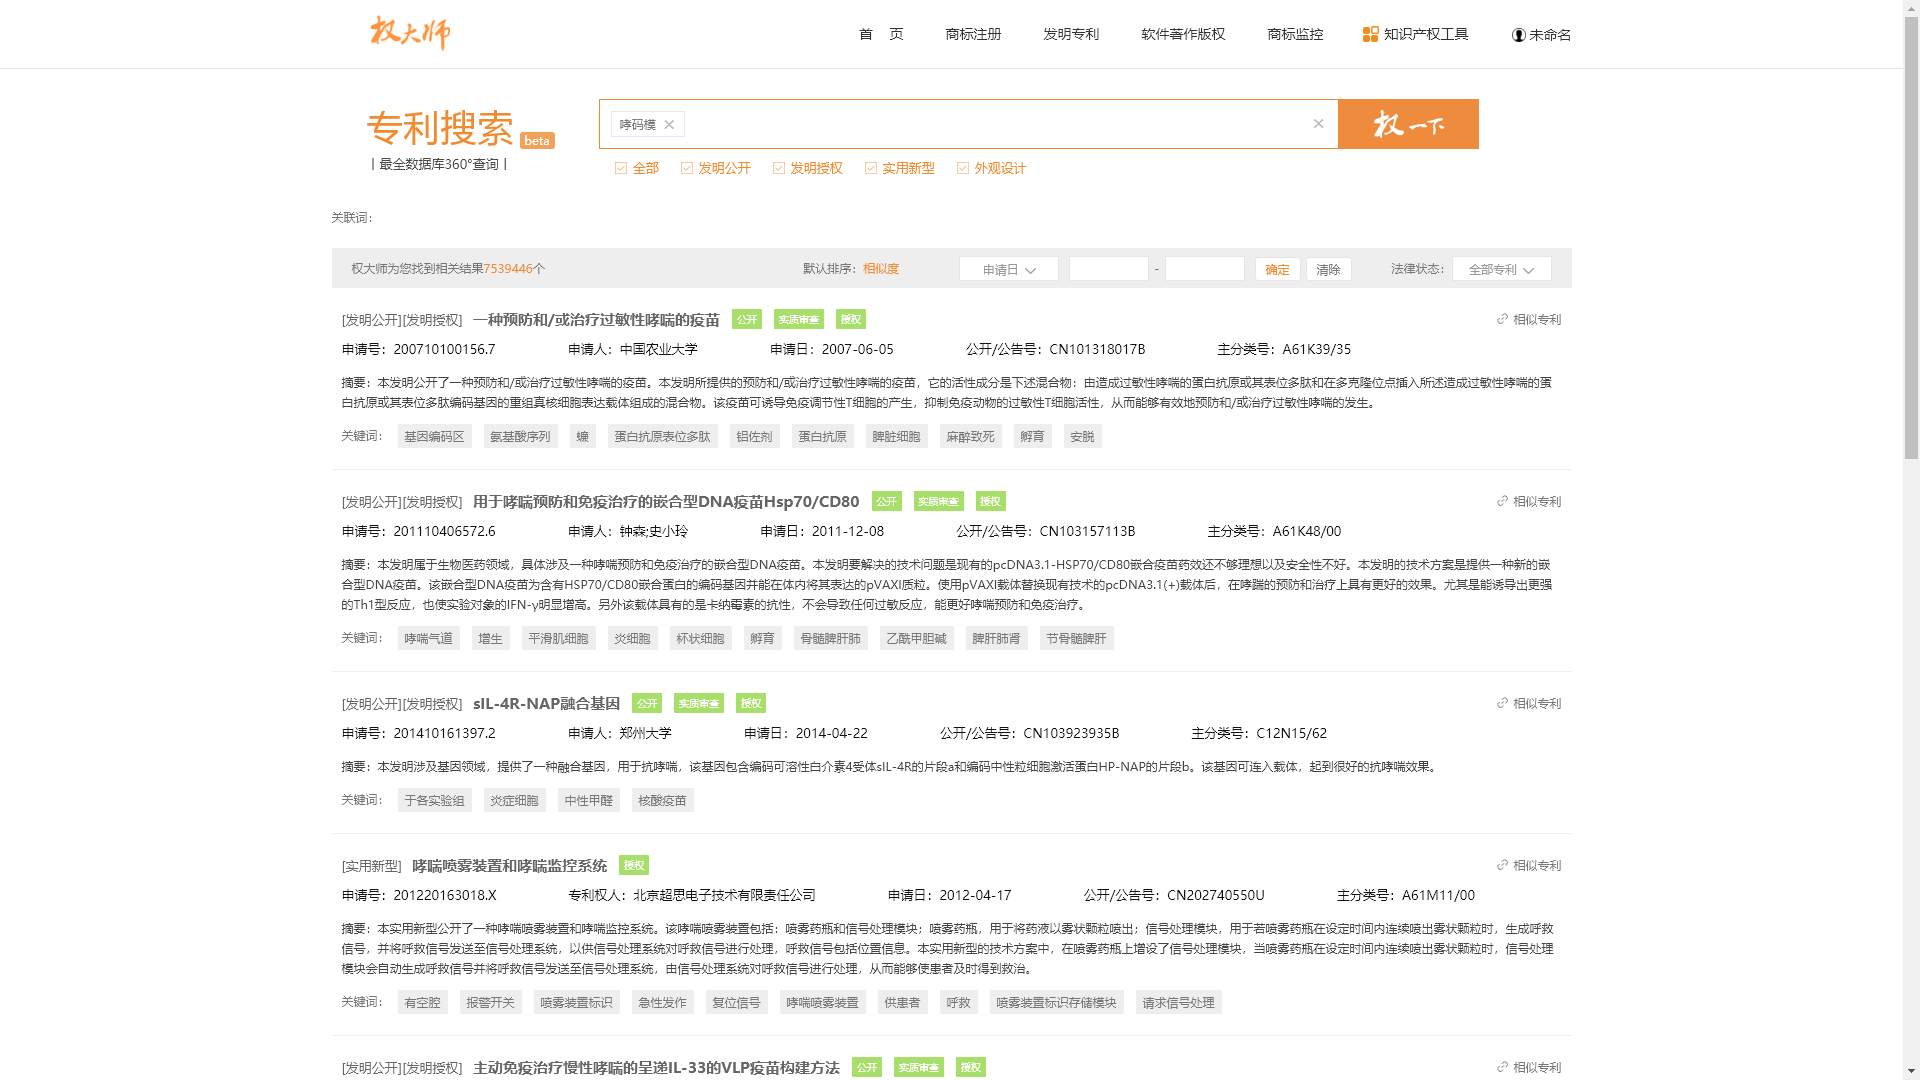 权大师
首 页 商标注册 发明专利 软件著作版权 商标监控 知识产权工具 未命名
专利搜索 beta
| 最全数据库360°查询 |
哮码模 × × 权一下
全部 发明公开 发明授权 实用新型 外观设计
关联词：
权大师为您找到相关结果7539446个 默认排序：相似度 申请日 - 确定 清除 法律状态： 全部专利
[发明公开][发明授权] 一种预防和/或治疗过敏性哮喘的疫苗 公开 实质审查 授权 相似专利
申请号：200710100156.7 申请人：中国农业大学 申请日：2007-06-05 公开/公告号：CN101318017B 主分类号：A61K39/35
摘要：本发明公开了一种预防和/或治疗过敏性哮喘的疫苗。本发明所提供的预防和/或治疗过敏性哮喘的疫苗，它的活性成分是下述混合物：由造成过敏性哮喘的蛋白抗原或其表位多肽和在多克隆位点插入所述造成过敏性哮喘的蛋
白抗原或其表位多肽编码基因的重组真核细胞表达载体组成的混合物。该疫苗可诱导免疫调节性T细胞的产生，抑制免疫动物的过敏性T细胞活性，从而能够有效地预防和/或治疗过敏性哮喘的发生。
关键词： 基因编码区 氨基酸序列 螨 蛋白抗原表位多肽 铝佐剂 蛋白抗原 脾脏细胞 麻醉致死 孵育 安脱
[发明公开][发明授权] 用于哮喘预防和免疫治疗的嵌合型DNA疫苗Hsp70/CD80 公开 实质审查 授权 相似专利
申请号：201110406572.6 申请人：钟森;史小玲 申请日：2011-12-08 公开/公告号：CN103157113B 主分类号：A61K48/00
摘要：本发明属于生物医药领域，具体涉及一种哮喘预防和免疫治疗的嵌合型DNA疫苗。本发明要解决的技术问题是现有的pcDNA3.1-HSP70/CD80嵌合疫苗药效还不够理想以及安全性不好。本发明的技术方案是提供一种新的嵌
合型DNA疫苗。该嵌合型DNA疫苗为含有HSP70/CD80嵌合蛋白的编码基因并能在体内将其表达的pVAXI质粒。使用pVAXI载体替换现有技术的pcDNA3.1(+)载体后，在哮踹的预防和治疗上具有更好的效果。尤其是能诱导出更强
的Th1型反应，也使实验对象的IFN-γ明显增高。另外该载体具有的是卡纳霉素的抗性，不会导致任何过敏反应，能更好哮喘预防和免疫治疗。
关键词： 哮喘气道 增生 平滑肌细胞 炎细胞 杯状细胞 孵育 骨髓脾肝肺 乙酰甲胆碱 脾肝肺肾 节骨髓脾肝
[发明公开][发明授权] sIL-4R-NAP融合基因 公开 实质审查 授权 相似专利
申请号：201410161397.2 申请人：郑州大学 申请日：2014-04-22 公开/公告号：CN103923935B 主分类号：C12N15/62
摘要：本发明涉及基因领域，提供了一种融合基因，用于抗哮喘，该基因包含编码可溶性白介素4受体sIL-4R的片段a和编码中性粒细胞激活蛋白HP-NAP的片段b。该基因可连入载体，起到很好的抗哮喘效果。
关键词： 于各实验组 炎症细胞 中性甲醛 核酸疫苗
[实用新型] 哮喘喷雾装置和哮喘监控系统 授权 相似专利
申请号：201220163018.X 专利权人：北京超思电子技术有限责任公司 申请日：2012-04-17 公开/公告号：CN202740550U 主分类号：A61M11/00
摘要：本实用新型公开了一种哮喘喷雾装置和哮喘监控系统。该哮喘喷雾装置包括：喷雾药瓶和信号处理模块；喷雾药瓶，用于将药液以雾状颗粒喷出；信号处理模块，用于若喷雾药瓶在设定时间内连续喷出雾状颗粒时，生成呼救
信号，并将呼救信号发送至信号处理系统，以供信号处理系统对呼救信号进行处理，呼救信号包括位置信息。本实用新型的技术方案中，在喷雾药瓶上增设了信号处理模块，当喷雾药瓶在设定时间内连续喷出雾状颗粒时，信号处理
模块会自动生成呼救信号并将呼救信号发送至信号处理系统，由信号处理系统对呼救信号进行处理，从而能够使患者及时得到救治。
关键词： 有空腔 报警开关 喷雾装置标识 急性发作 复位信号 哮喘喷雾装置 供患者 呼救 喷雾装置标识存储模块 请求信号处理
[发明公开][发明授权] 主动免疫治疗慢性哮喘的呈递IL-33的VLP疫苗构建方法 公开 实质审查 授权 相似专利